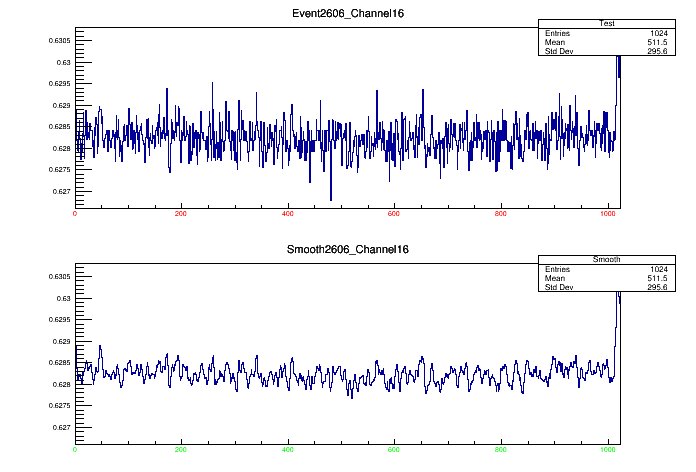 Event2606_Channel16
Test
Entries 1024
Mean 511.5
Std Dev 295.6
0.6305
0.63
0.6295
0.629
0.6285
0.628
0.6275
0.627
0 200 400 600 800 1000
Smooth2606_Channel16
Smooth
Entries 1024
Mean 511.5
Std Dev 295.6
0.6305
0.63
0.6295
0.629
0.6285
0.628
0.6275
0.627
0 200 400 600 800 1000